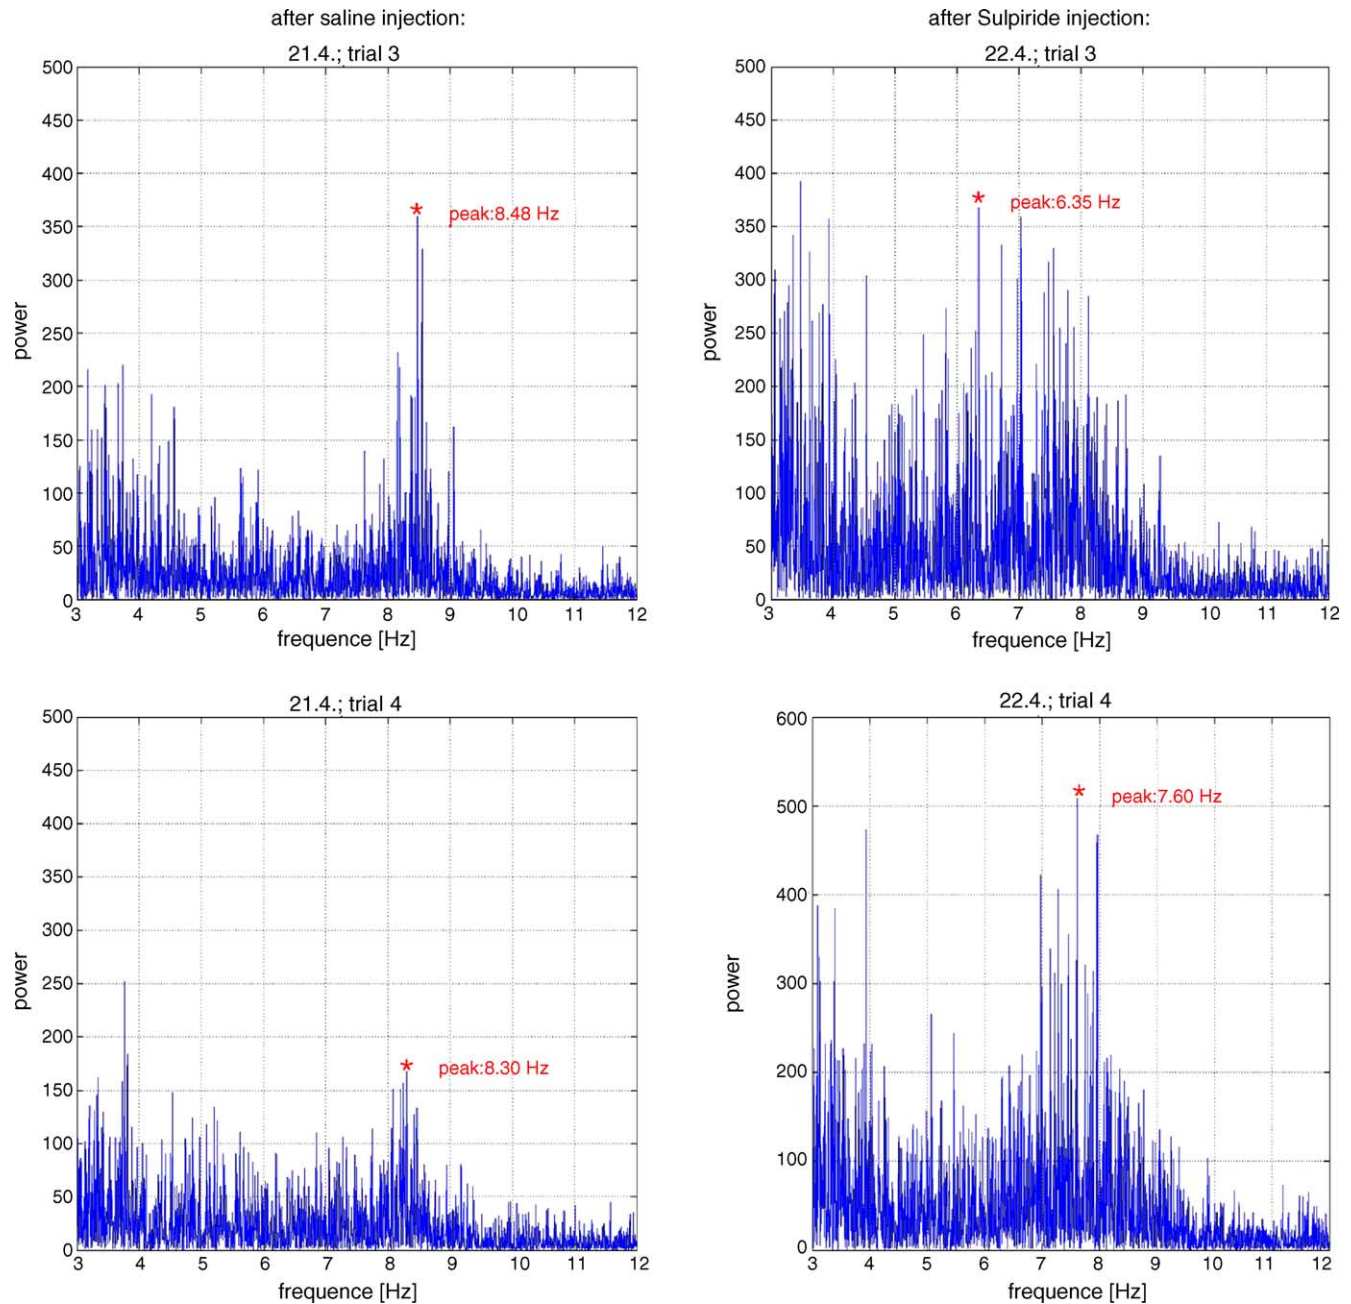 after saline injection:
after Sulpiride injection:
21.4.; trial 3
500
450
400
350
300
250
200
150
100
50
0
power
* peak:8.48 Hz
3 4 5 6 7 8 9 10 11 12
frequence [Hz]
22.4.; trial 3
500
450
400
350
300
250
200
150
100
50
0
power
* peak:6.35 Hz
3 4 5 6 7 8 9 10 11 12
frequence [Hz]
21.4.; trial 4
500
450
400
350
300
250
200
150
100
50
0
power
* peak:8.30 Hz
3 4 5 6 7 8 9 10 11 12
frequence [Hz]
22.4.; trial 4
600
500
400
300
200
100
0
power
* peak:7.60 Hz
3 4 5 6 7 8 9 10 11 12
frequence [Hz]